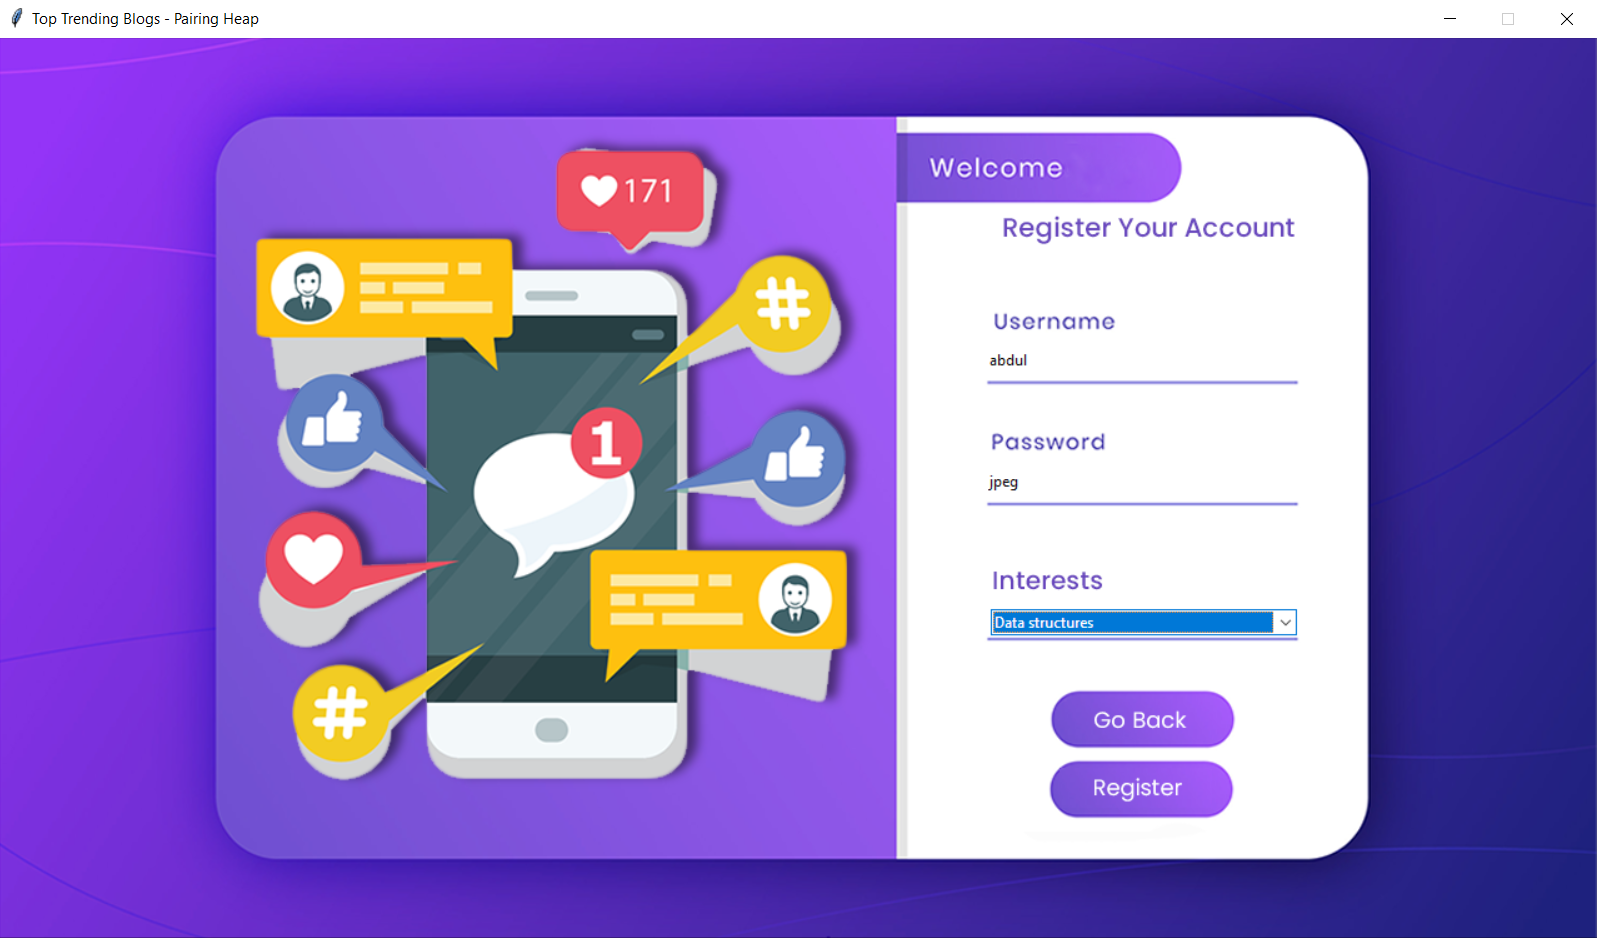 Top Trending Blogs - Pairing Heap
171
#
1
#
Welcome
Register Your Account
Username
abdul
Password
jpeg
Interests
Data structures
Go Back
Register